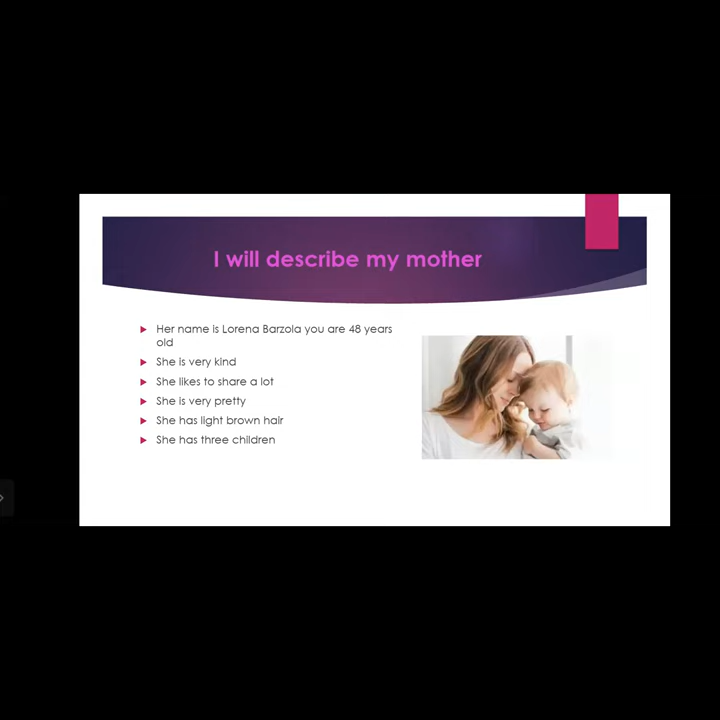 I will describe my mother
Her name is Lorena Barzola you are 48 years
old
She is very kind
She likes to share a lot
She is very pretty
She has light brown hair
She has three children